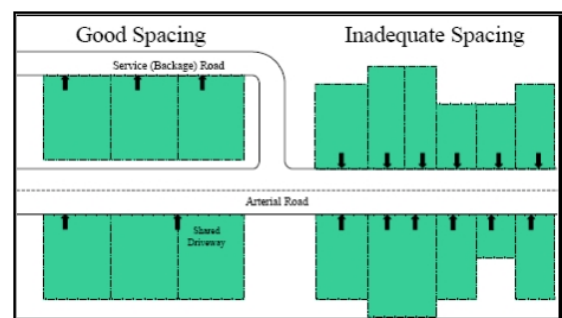 Good Spacing
Inadequate Spacing
Service (Backage) Road
Arterial Road
Shared
Driveway